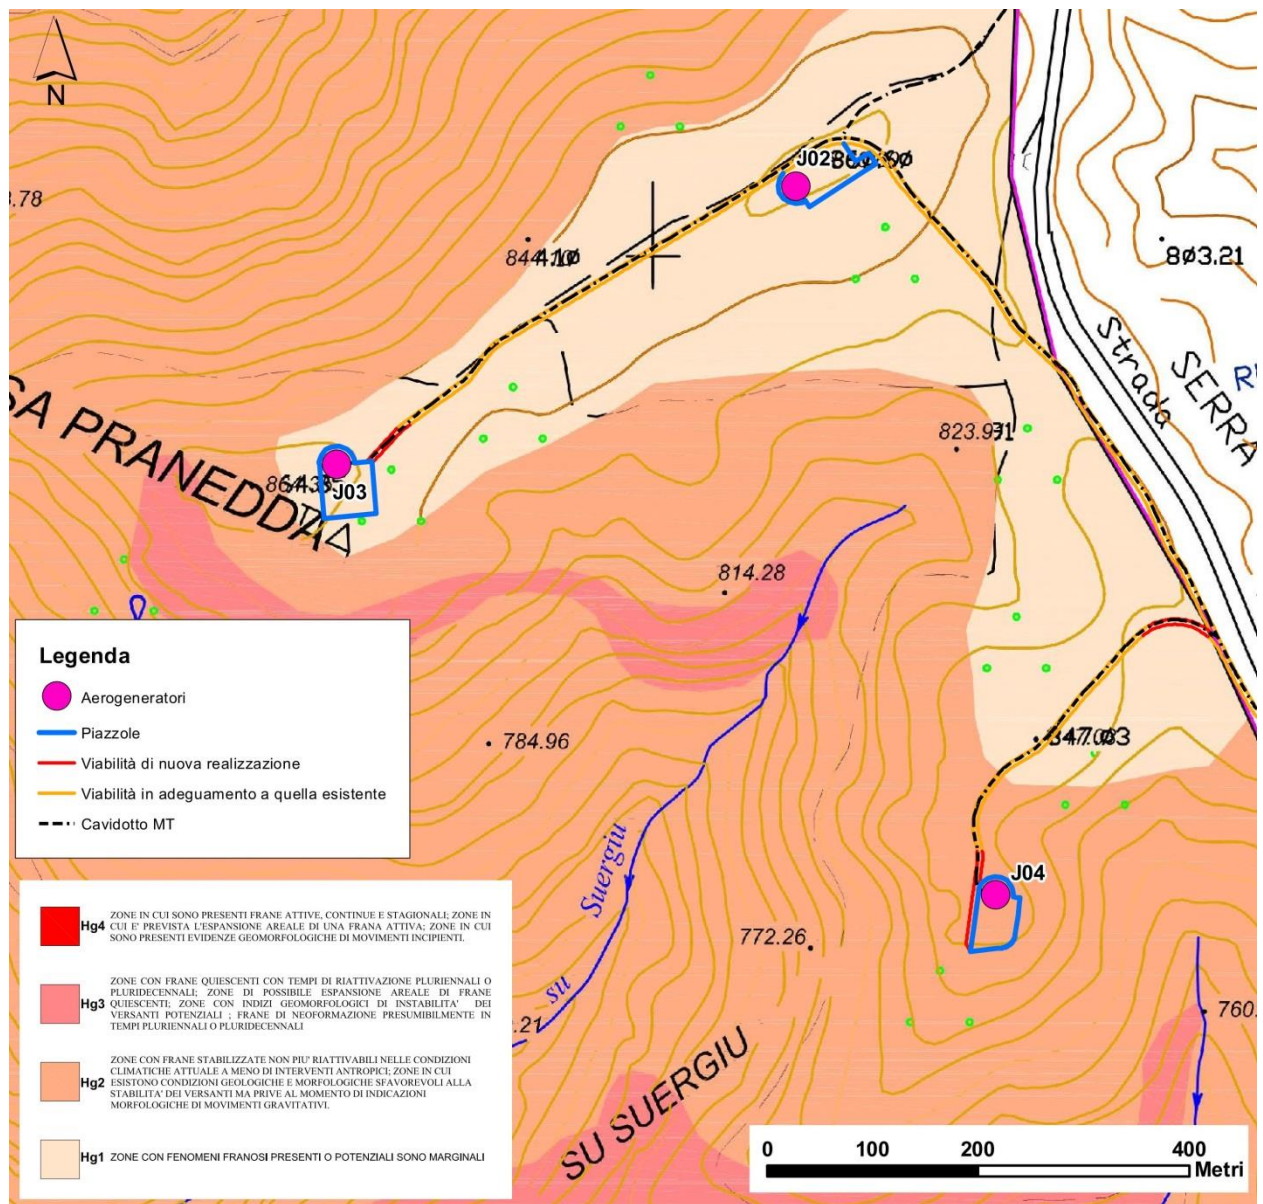 N
J02
803.21
Strada
SERRA
SA PRANEDDA
J03
814.28
784.96
Suergiu
su
772.26
J04
SU SUERGIU
Legenda
Aerogeneratori
Piazzole
Viabilità di nuova realizzazione
Viabilità in adeguamento a quella esistente
Cavidotto MT
Hg4 ZONE IN CUI SONO PRESENTI FRANE ATTIVE, CONTINUE E STAGIONALI; ZONE IN
CUI E' PREVISTA L'ESPANSIONE AREALE DI UNA FRANA ATTIVA; ZONE IN CUI
SONO PRESENTI EVIDENZE GEOMORFOLOGICHE DI MOVIMENTI INCIPIENTI.
Hg3 ZONE CON FRANE QUIESCENTI CON TEMPI DI RIATTIVAZIONE PLURIENNALI O
PLURIDECENNALI; ZONE DI POSSIBILE ESPANSIONE AREALE DI FRANE
QUIESCENTI; ZONE CON INDIZI GEOMORFOLOGICI DI INSTABILITA' DEI
VERSANTI POTENZIALI ; FRANE DI NEOFORMAZIONE PRESUMIBILMENTE IN
TEMPI PLURIENNALI O PLURIDECENNALI
Hg2 ZONE CON FRANE STABILIZZATE NON PIU' RIATTIVABILI NELLE CONDIZIONI
CLIMATICHE ATTUALE A MENO DI INTERVENTI ANTROPICI; ZONE IN CUI
ESISTONO CONDIZIONI GEOLOGICHE E MORFOLOGICHE SFAVOREVOLI ALLA
STABILITA' DEI VERSANTI MA PRIVE AL MOMENTO DI INDICAZIONI
MORFOLOGICHE DI MOVIMENTI GRAVITATIVI.
Hg1 ZONE CON FENOMENI FRANOSI PRESENTI O POTENZIALI SONO MARGINALI
0 100 200 400
Metri